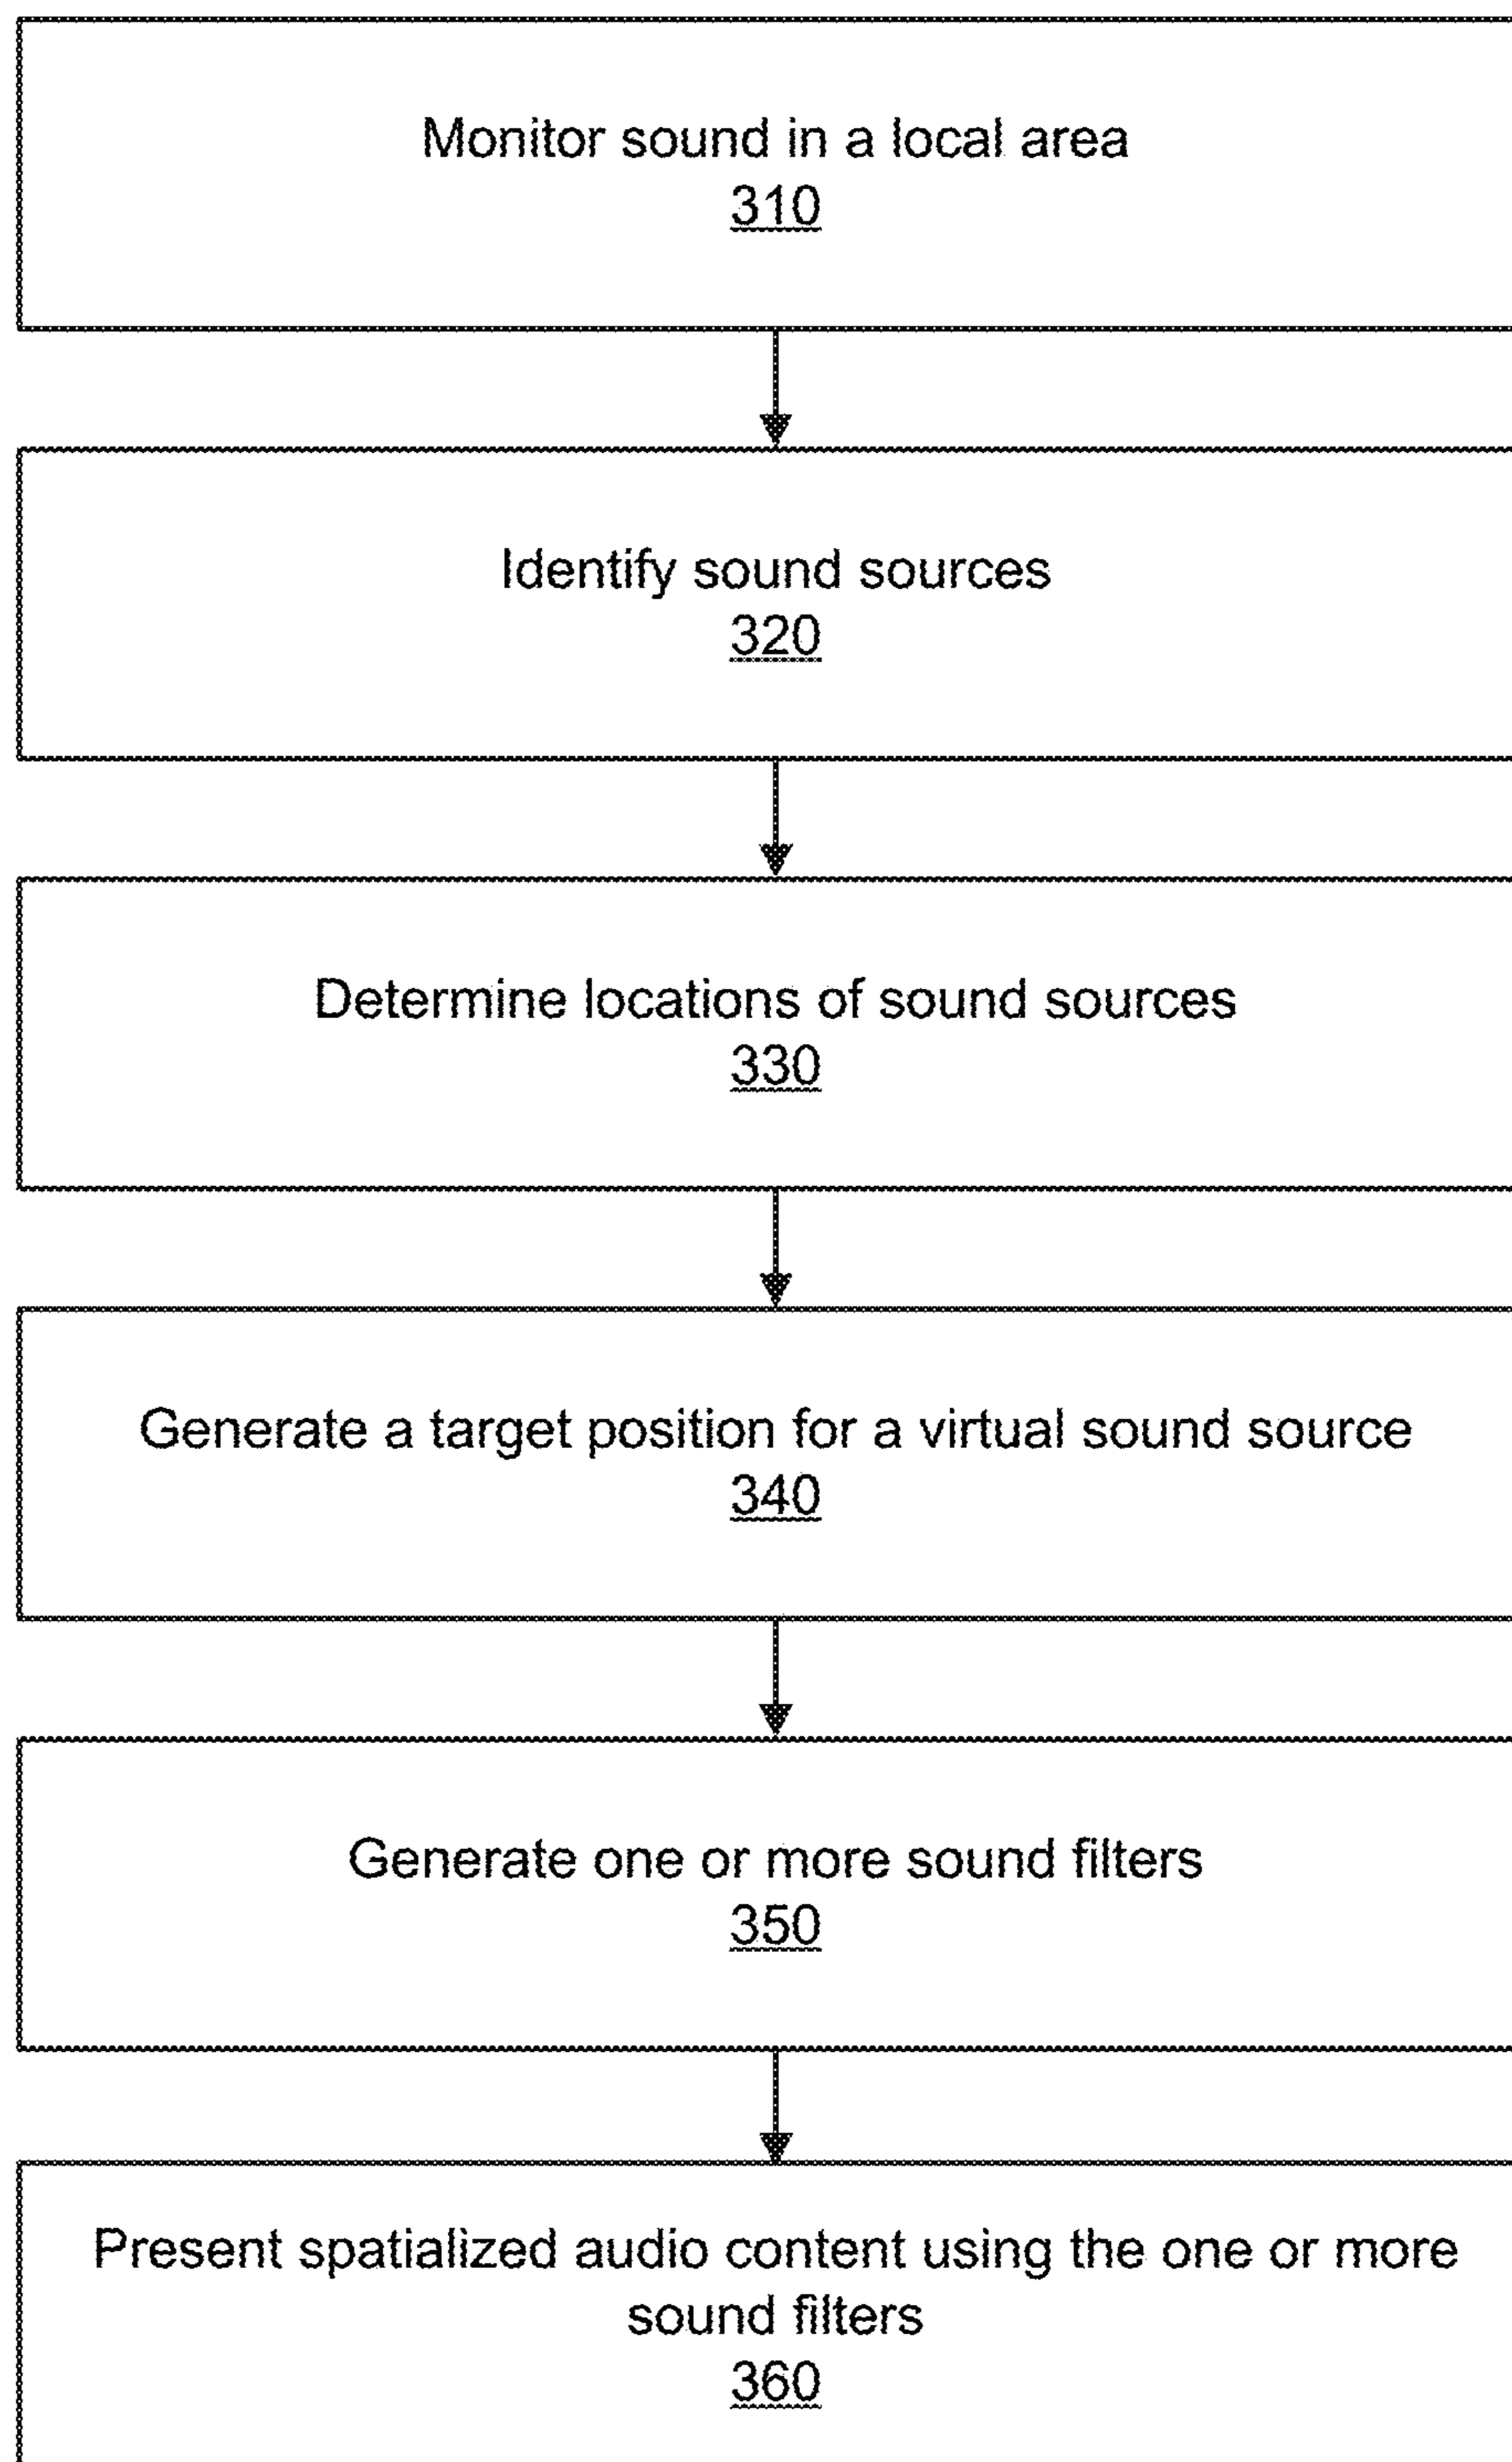 Monitor sound in a local area
310
Identify sound sources
320
Determine locations of sound sources
330
Generate a target position for a virtual sound source
340
Generate one or more sound filters
350
Present spatialized audio content using the one or more
sound filters
360